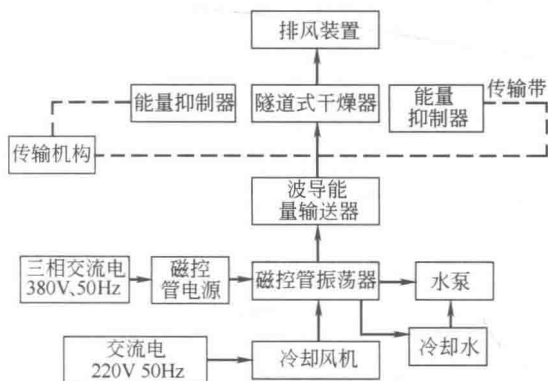 排风装置
能量抑制器
隧道式干燥器
能量
抑制器
传输带
传输机构
波导能
量输送器
三相交流电
380V、50Hz
磁控
管电源
磁控管振荡器
水泵
交流电
220V 50Hz
冷却风机
冷却水